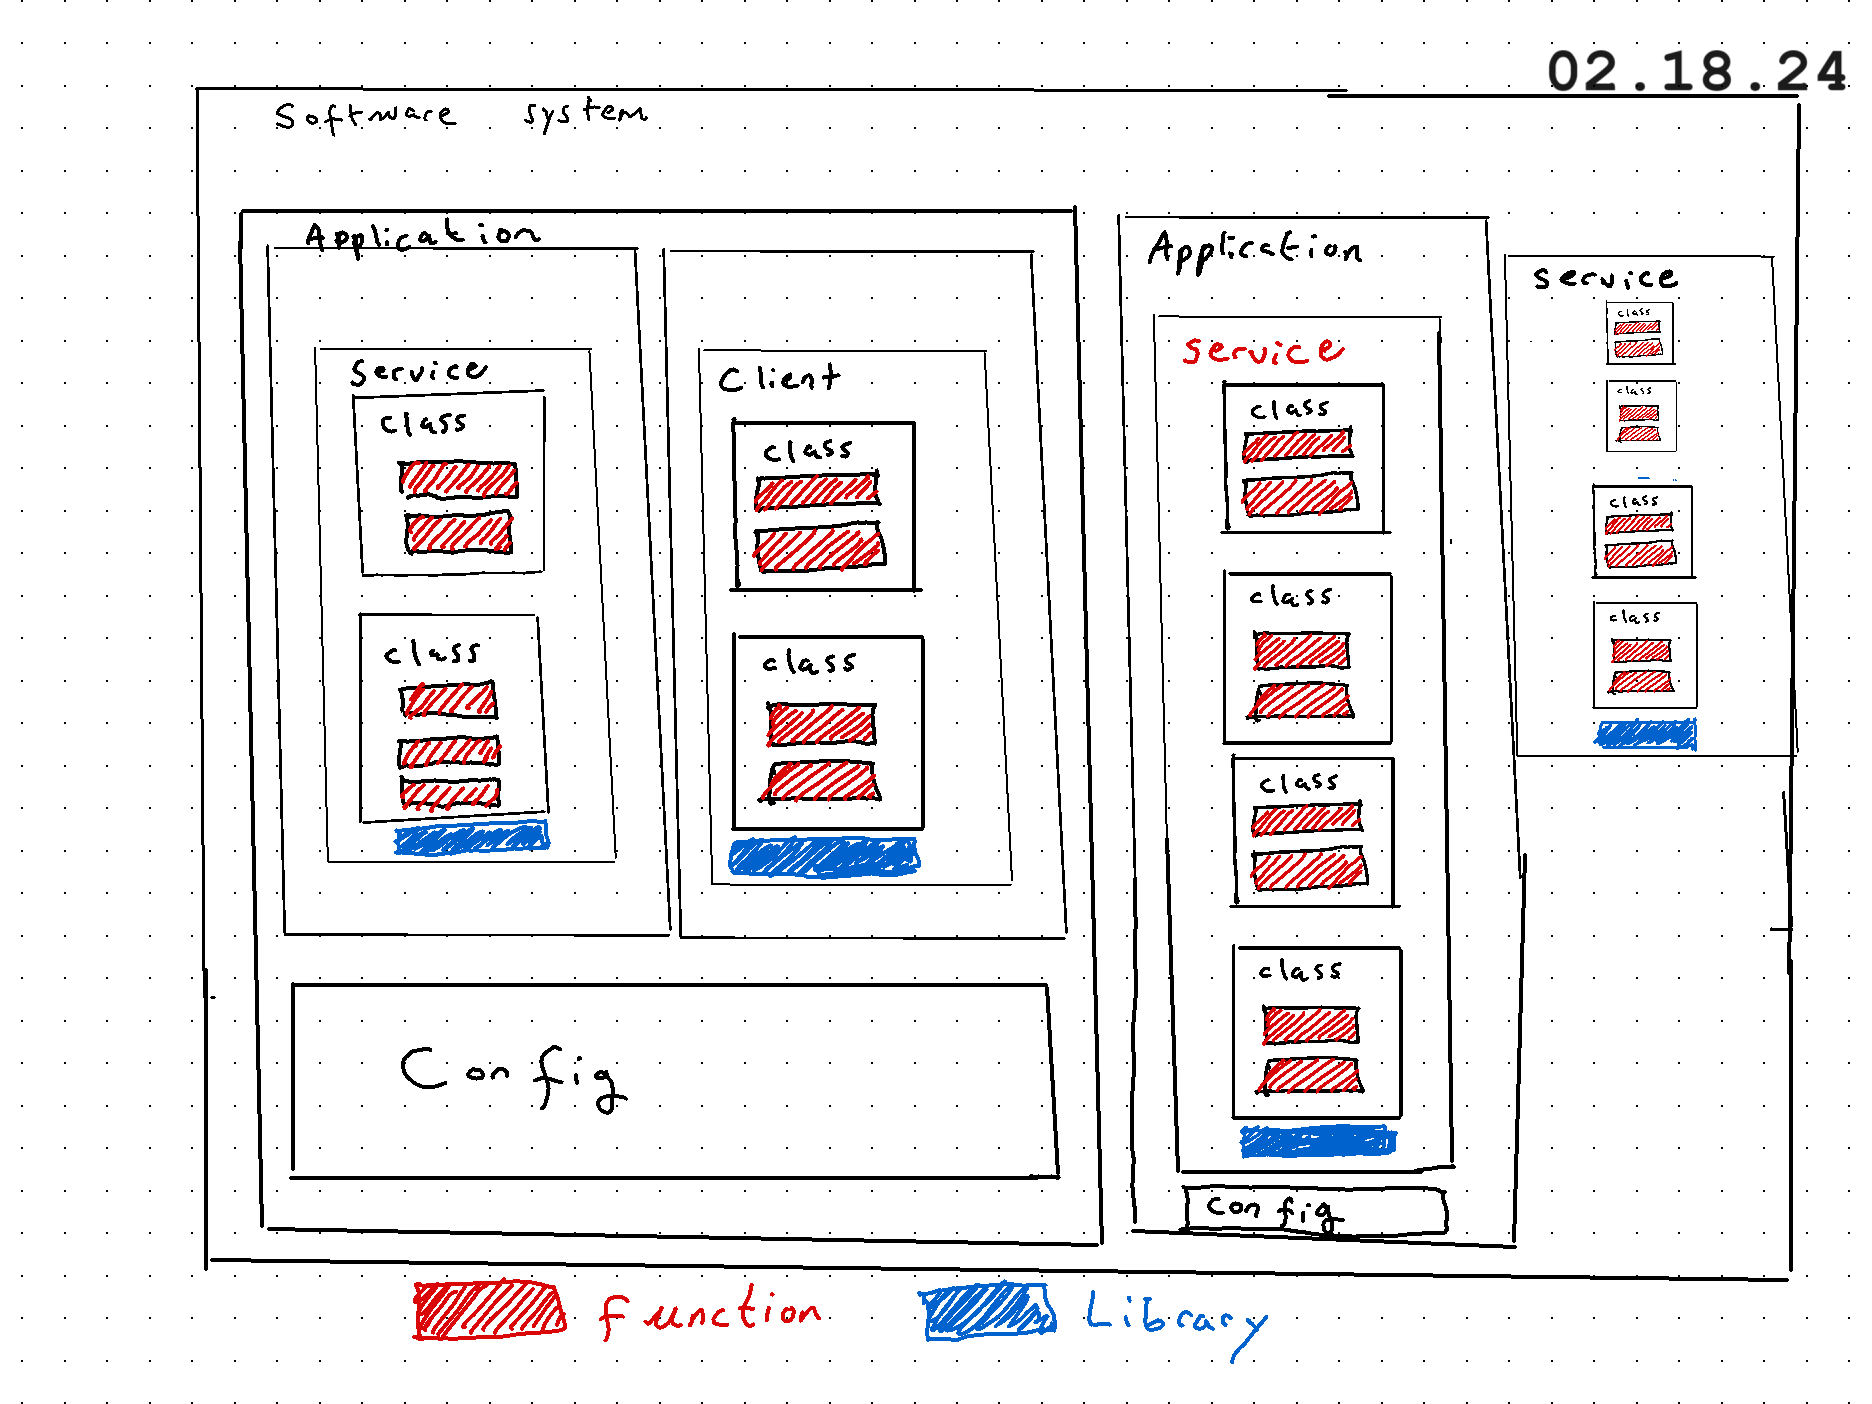 02.18.24
Software system
Application
Service
class
class
Client
class
class
Config
Application
service
class
class
class
class
Config
service
class
class
class
class
function
Library